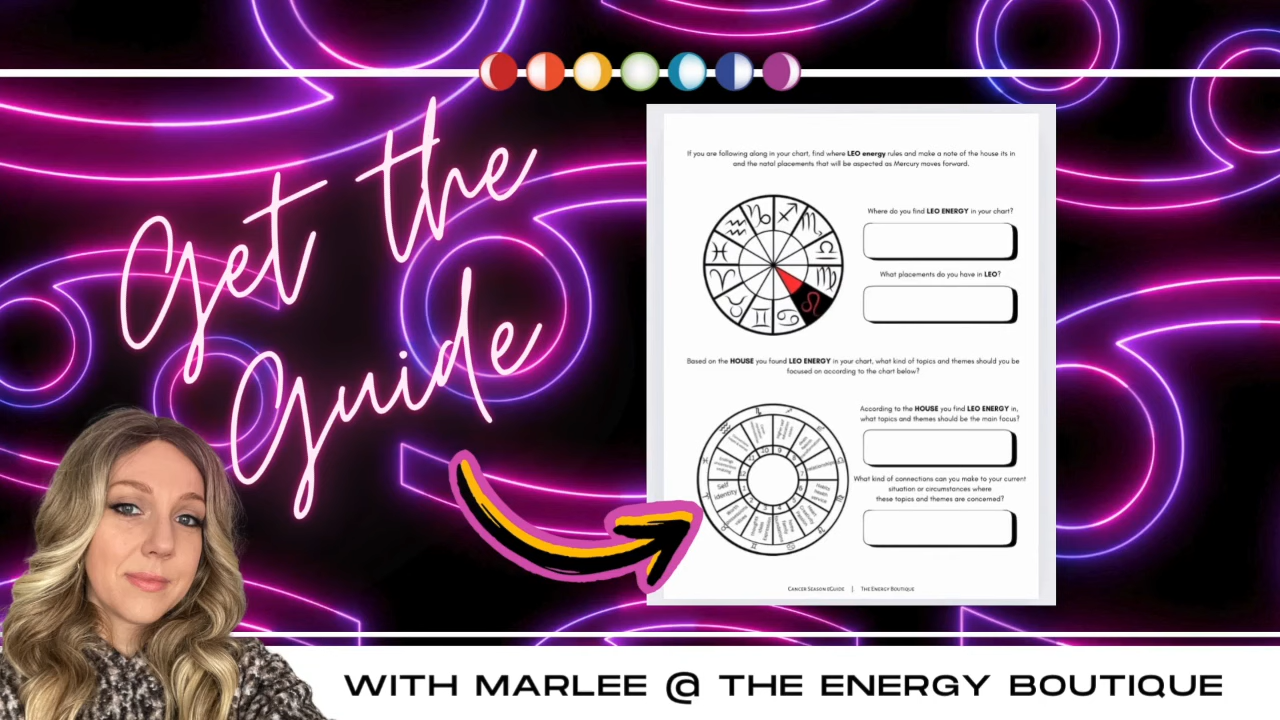 Get the
Guide
If you are following along in your chart, find where LEO energy rules and make a note of the house its in
and the natal placements that will be aspected as Mercury moves forward.
Where do you find LEO ENERGY in your chart?
What placements do you have in LEO?
Based on the HOUSE you found LEO ENERGY in your chart, what kind of topics and themes should you be
focused on according to the chart below?
According to the HOUSE you find LEO ENERGY in,
what topics and themes should be the main focus?
Self
Identity
What kind of connections can you make to your current
situation or circumstances where
these topics and themes are concerned?
Cancer Season eGuide | The Energy Boutique
WITH MARLEE @ THE ENERGY BOUTIQUE